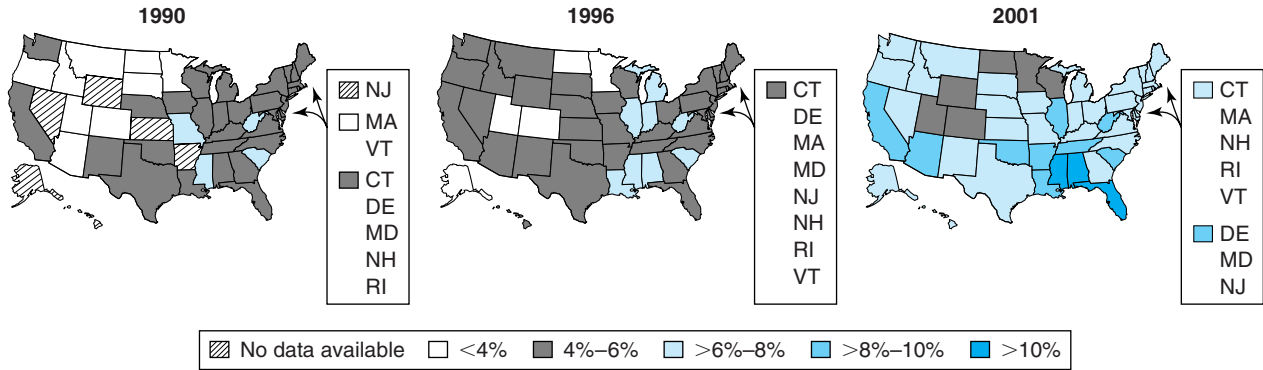 1990
NJ
MA
VT
CT
DE
MD
NH
RI
1996
CT
DE
MA
MD
NJ
NH
RI
VT
2001
CT
MA
NH
RI
VT
DE
MD
NJ
No data available <4% 4%–6% >6%–8% >8%–10% >10%